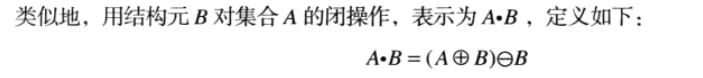 类似地，用结构元 B 对集合 A 的闭操作，表示为 A•B ，定义如下：
A•B = (A ⊕ B)⊖B